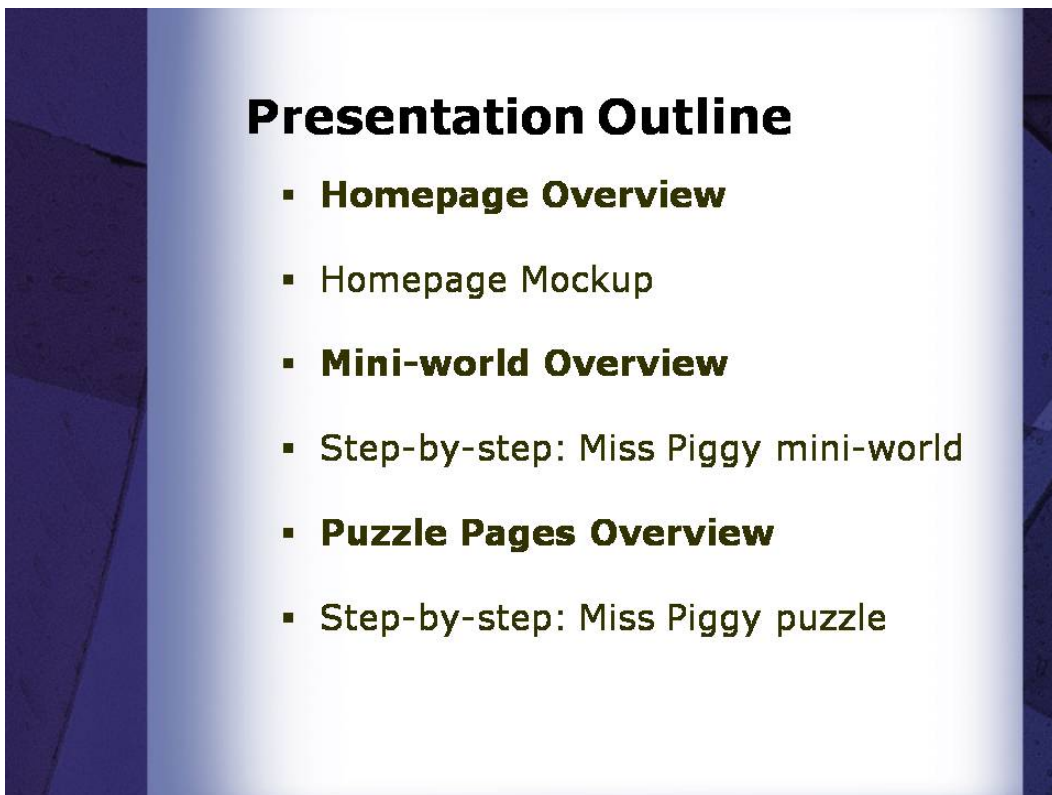 Presentation Outline
▪ Homepage Overview
▪ Homepage Mockup
▪ Mini-world Overview
▪ Step-by-step: Miss Piggy mini-world
▪ Puzzle Pages Overview
▪ Step-by-step: Miss Piggy puzzle